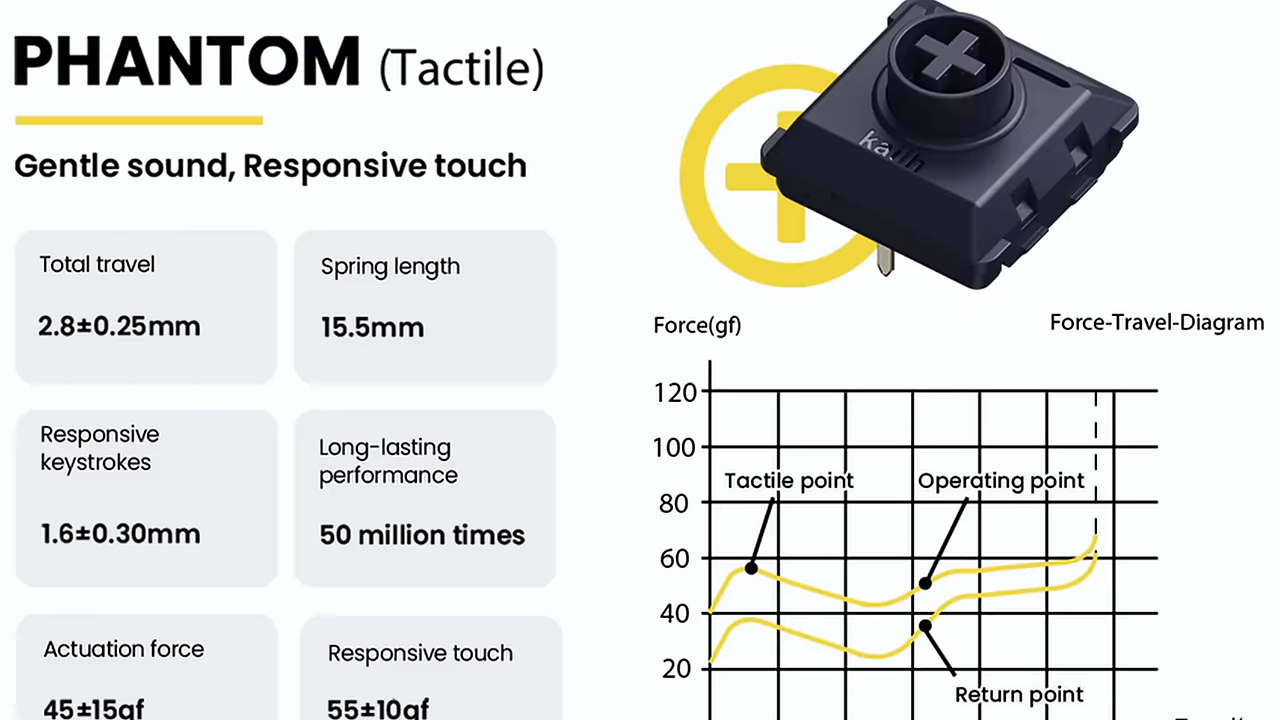 PHANTOM (Tactile)
Gentle sound, Responsive touch
Total travel
2.8±0.25mm
Spring length
15.5mm
Responsive
keystrokes
1.6±0.30mm
Long-lasting
performance
50 million times
Actuation force
45±15gf
Responsive touch
55±10gf
kailh
Force(gf)
Force-Travel-Diagram
120
100
80
60
40
20
Tactile point
Operating point
Return point